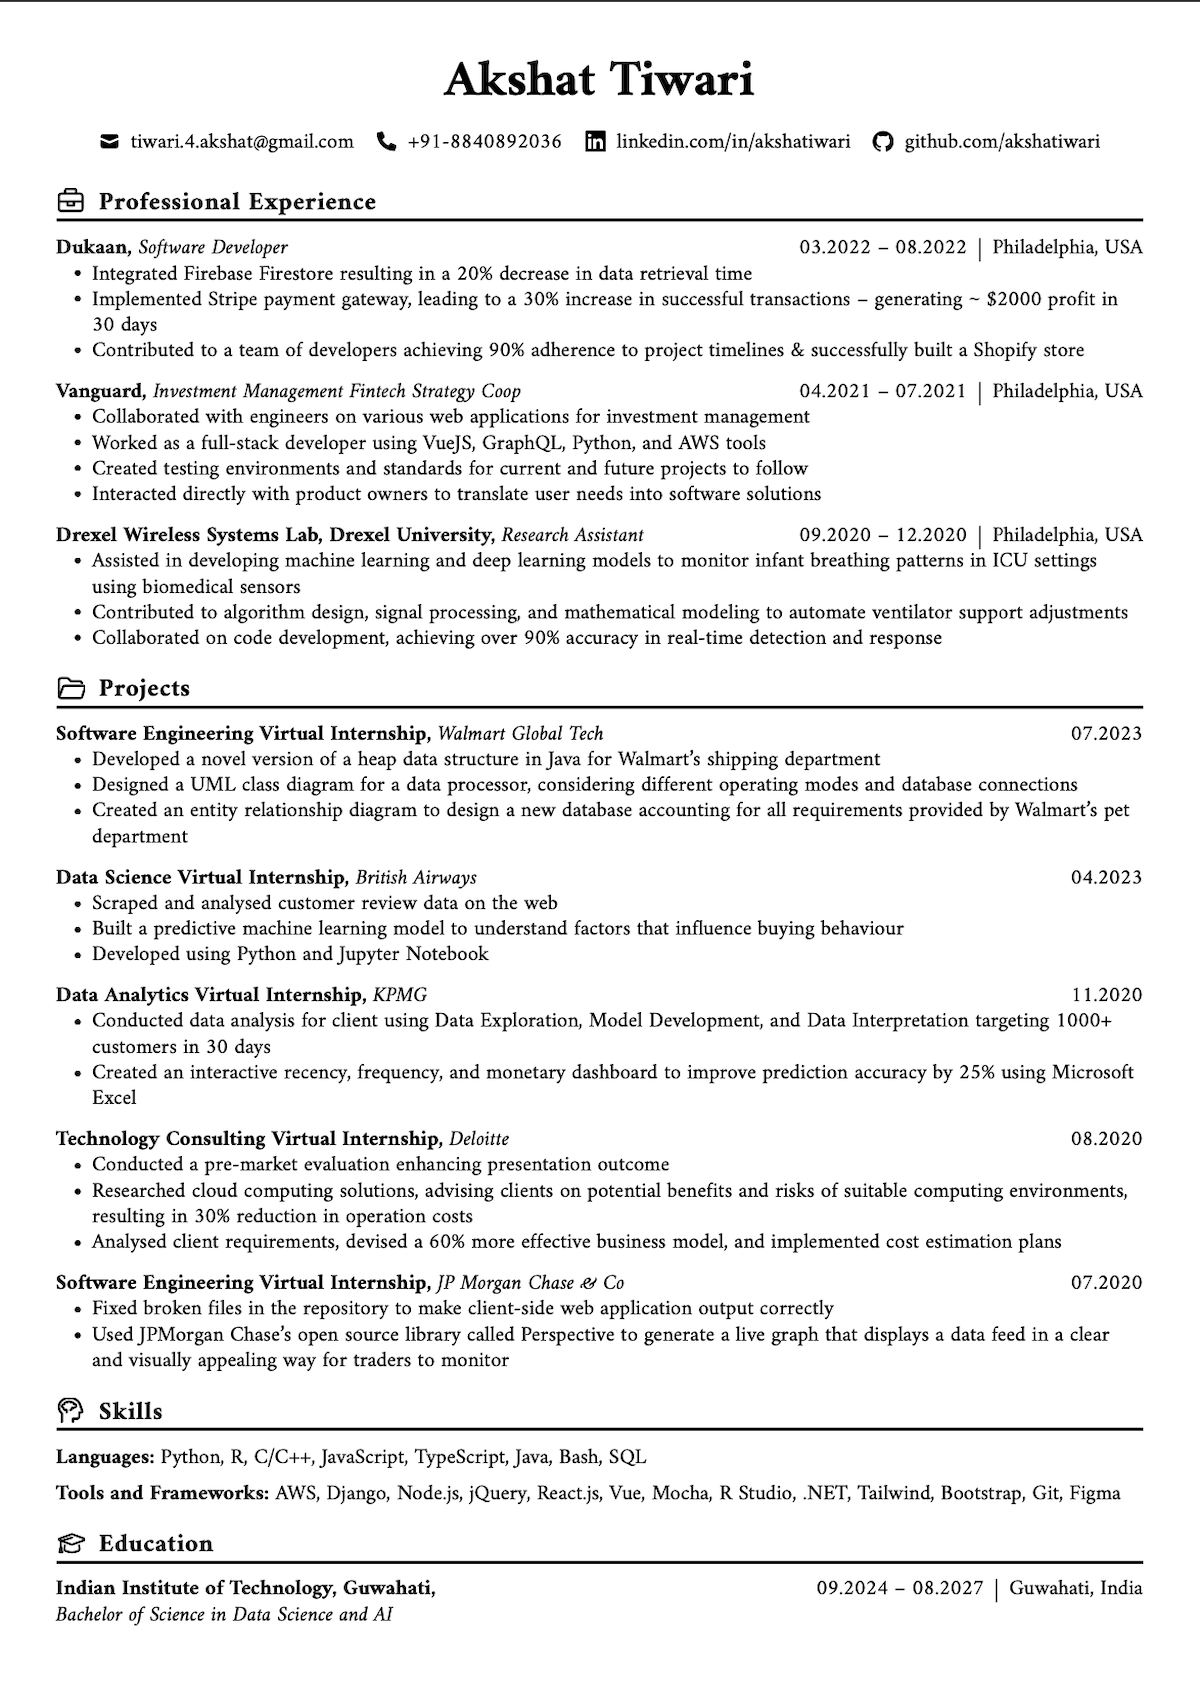 Akshat Tiwari
tiwari.4.akshat@gmail.com +91-8840892036 linkedin.com/in/akshatiwari github.com/akshatiwari
Professional Experience
Dukaan, Software Developer 03.2022 – 08.2022 | Philadelphia, USA
• Integrated Firebase Firestore resulting in a 20% decrease in data retrieval time
• Implemented Stripe payment gateway, leading to a 30% increase in successful transactions – generating ~ $2000 profit in
30 days
• Contributed to a team of developers achieving 90% adherence to project timelines & successfully built a Shopify store
Vanguard, Investment Management Fintech Strategy Coop 04.2021 – 07.2021 | Philadelphia, USA
• Collaborated with engineers on various web applications for investment management
• Worked as a full-stack developer using VueJS, GraphQL, Python, and AWS tools
• Created testing environments and standards for current and future projects to follow
• Interacted directly with product owners to translate user needs into software solutions
Drexel Wireless Systems Lab, Drexel University, Research Assistant 09.2020 – 12.2020 | Philadelphia, USA
• Assisted in developing machine learning and deep learning models to monitor infant breathing patterns in ICU settings
using biomedical sensors
• Contributed to algorithm design, signal processing, and mathematical modeling to automate ventilator support adjustments
• Collaborated on code development, achieving over 90% accuracy in real-time detection and response
Projects
Software Engineering Virtual Internship, Walmart Global Tech 07.2023
• Developed a novel version of a heap data structure in Java for Walmart’s shipping department
• Designed a UML class diagram for a data processor, considering different operating modes and database connections
• Created an entity relationship diagram to design a new database accounting for all requirements provided by Walmart’s pet
department
Data Science Virtual Internship, British Airways 04.2023
• Scraped and analysed customer review data on the web
• Built a predictive machine learning model to understand factors that influence buying behaviour
• Developed using Python and Jupyter Notebook
Data Analytics Virtual Internship, KPMG 11.2020
• Conducted data analysis for client using Data Exploration, Model Development, and Data Interpretation targeting 1000+
customers in 30 days
• Created an interactive recency, frequency, and monetary dashboard to improve prediction accuracy by 25% using Microsoft
Excel
Technology Consulting Virtual Internship, Deloitte 08.2020
• Conducted a pre-market evaluation enhancing presentation outcome
• Researched cloud computing solutions, advising clients on potential benefits and risks of suitable computing environments,
resulting in 30% reduction in operation costs
• Analysed client requirements, devised a 60% more effective business model, and implemented cost estimation plans
Software Engineering Virtual Internship, JP Morgan Chase & Co 07.2020
• Fixed broken files in the repository to make client-side web application output correctly
• Used JPMorgan Chase’s open source library called Perspective to generate a live graph that displays a data feed in a clear
and visually appealing way for traders to monitor
Skills
Languages: Python, R, C/C++, JavaScript, TypeScript, Java, Bash, SQL
Tools and Frameworks: AWS, Django, Node.js, jQuery, React.js, Vue, Mocha, R Studio, .NET, Tailwind, Bootstrap, Git, Figma
Education
Indian Institute of Technology, Guwahati, 09.2024 – 08.2027 | Guwahati, India
Bachelor of Science in Data Science and AI